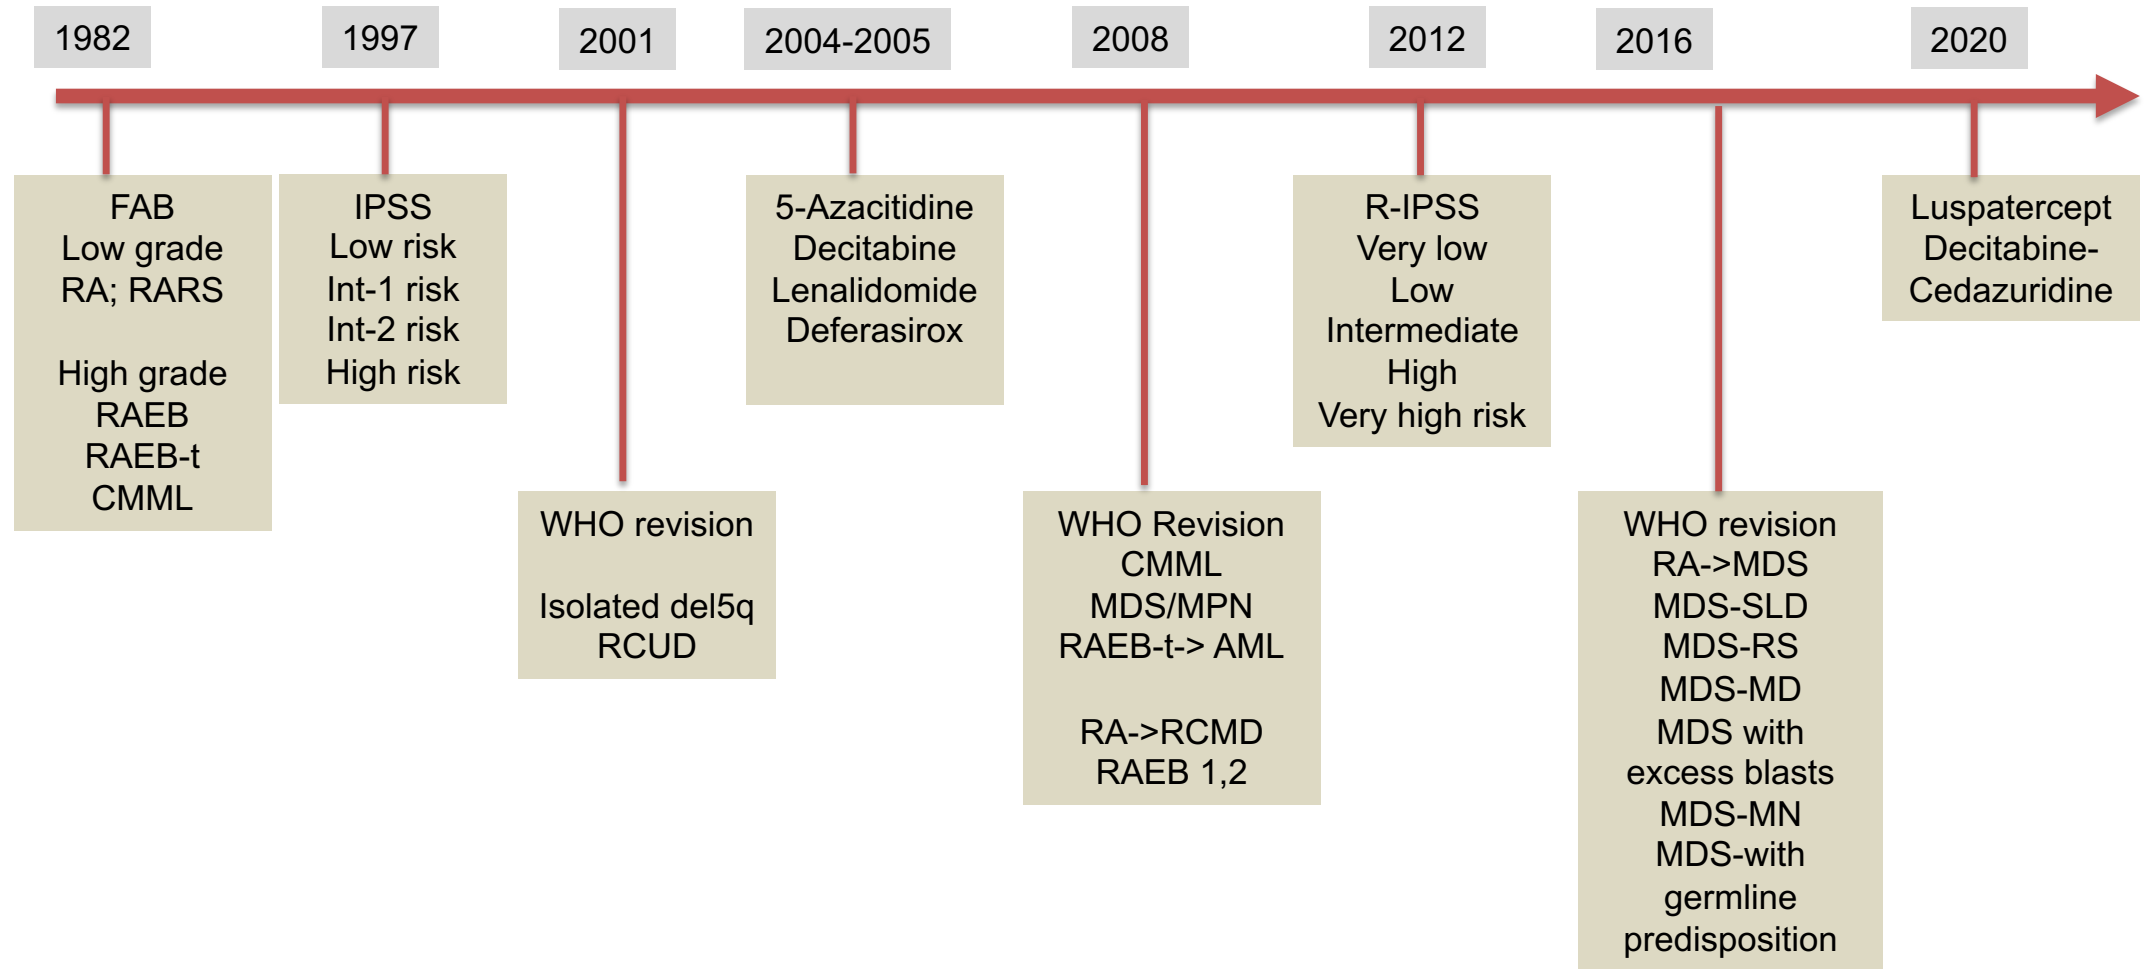 1982
1997
2001
2004-2005
2008
2012
2016
2020
FAB
Low grade
RA; RARS
High grade
RAEB
RAEB-t
CMML
IPSS
Low risk
Int-1 risk
Int-2 risk
High risk
WHO revision
Isolated del5q
RCUD
5-Azacitidine
Decitabine
Lenalidomide
Deferasirox
WHO Revision
CMML
MDS/MPN
RAEB-t-> AML
RA->RCMD
RAEB 1,2
R-IPSS
Very low
Low
Intermediate
High
Very high risk
WHO revision
RA->MDS
MDS-SLD
MDS-RS
MDS-MD
MDS with
excess blasts
MDS-MN
MDS-with
germline
predisposition
Luspatercept
Decitabine-
Cedazuridine